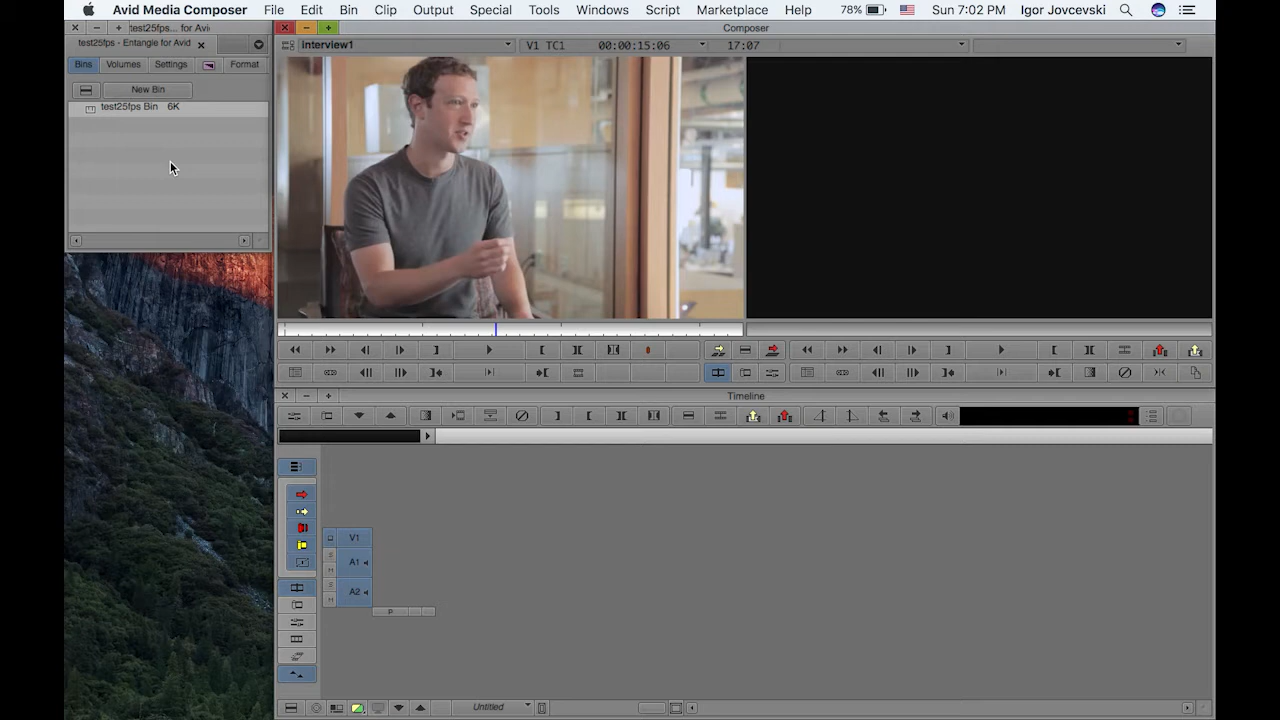 Avid Media Composer File Edit Bin Clip Output Special Tools Windows Script Marketplace Help 78% Sun 7:02 PM Igor Jovcevski
test25fps... for Avid
Composer
test25fps - Entangle for Avid
interview1 V1 TC1 00:00:15:06 17:07
Bins Volumes Settings Format
New Bin
test25fps Bin 6K
Timeline
V1
S
A1
M
S
A2
M
P
Untitled